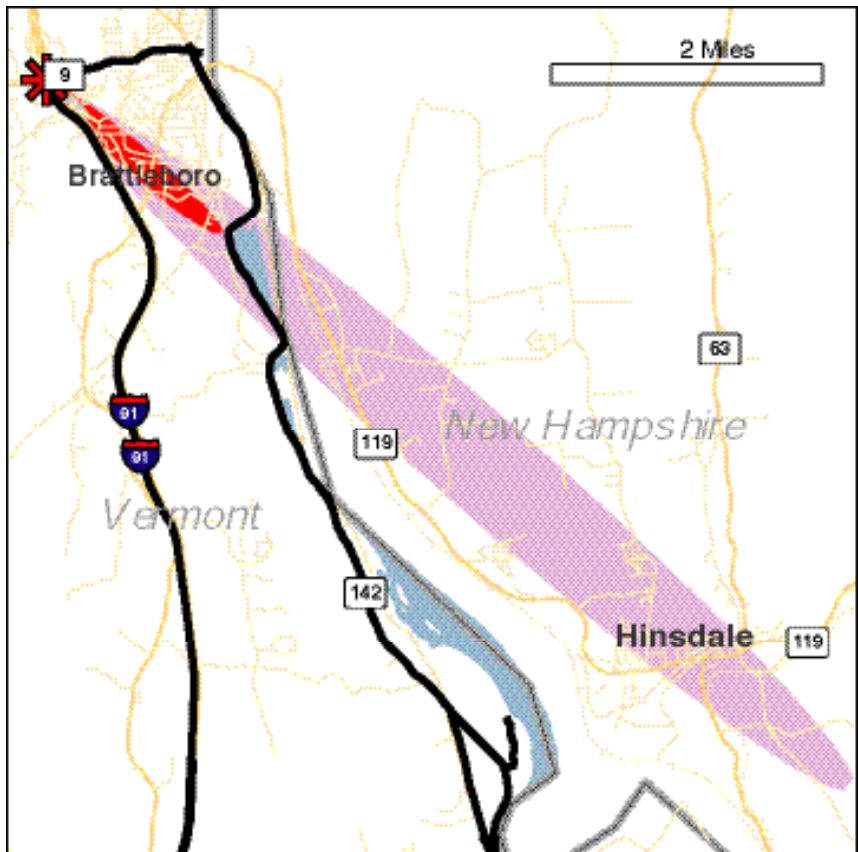 2 Miles
9
Brattleboro
63
91
119
New Hampshire
91
Vermont
142
Hinsdale
119